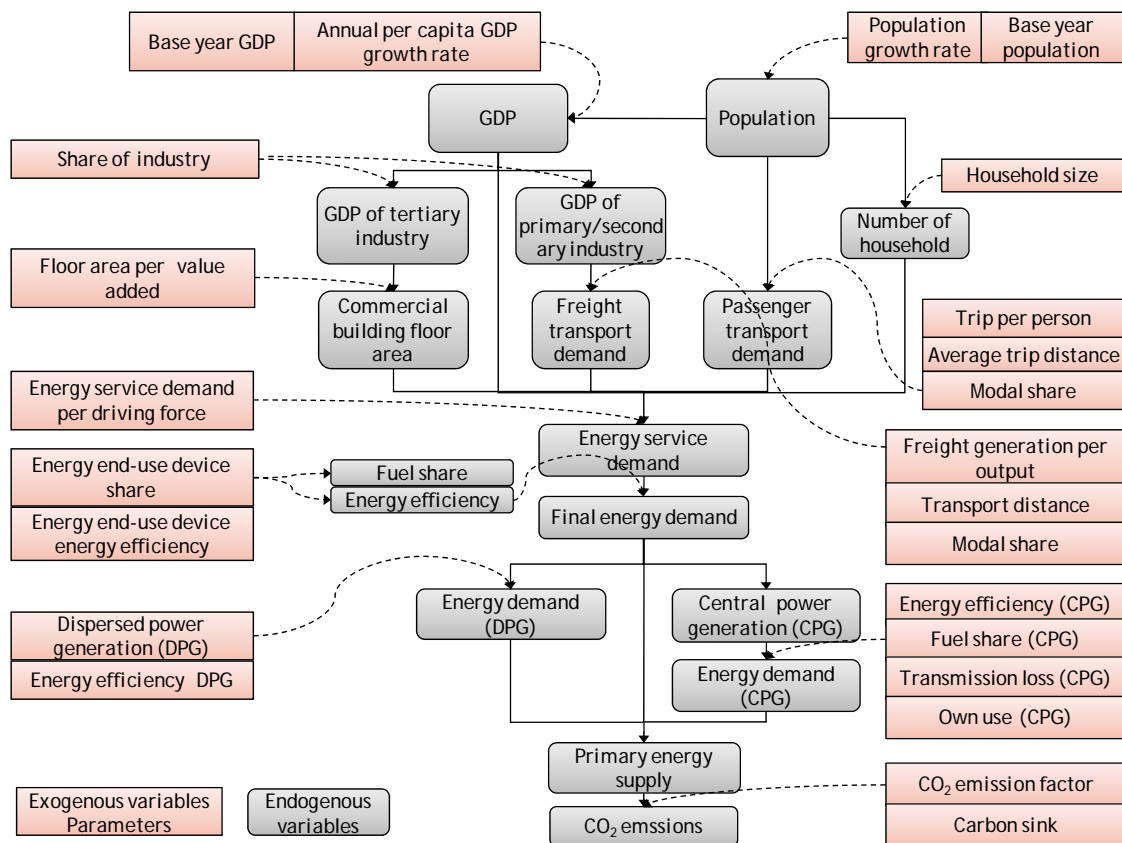 Base year GDP
Annual per capita GDP
growth rate
Population
growth rate
Base year
population
GDP
Population
Share of industry
Household size
GDP of tertiary
industry
GDP of
primary/second
ary industry
Number of
household
Floor area per value
added
Commercial
building floor
area
Freight
transport
demand
Passenger
transport
demand
Trip per person
Average trip distance
Modal share
Energy service demand
per driving force
Energy service
demand
Freight generation per
output
Transport distance
Modal share
Energy end-use device
share
Energy end-use device
energy efficiency
Fuel share
Energy efficiency
Final energy demand
Energy demand
(DPG)
Central power
generation (CPG)
Energy efficiency (CPG)
Fuel share (CPG)
Transmission loss (CPG)
Own use (CPG)
Dispersed power
generation (DPG)
Energy efficiency DPG
Energy demand
(CPG)
Primary energy
supply
CO₂ emssions
CO₂ emission factor
Carbon sink
Exogenous variables
Parameters
Endogenous
variables